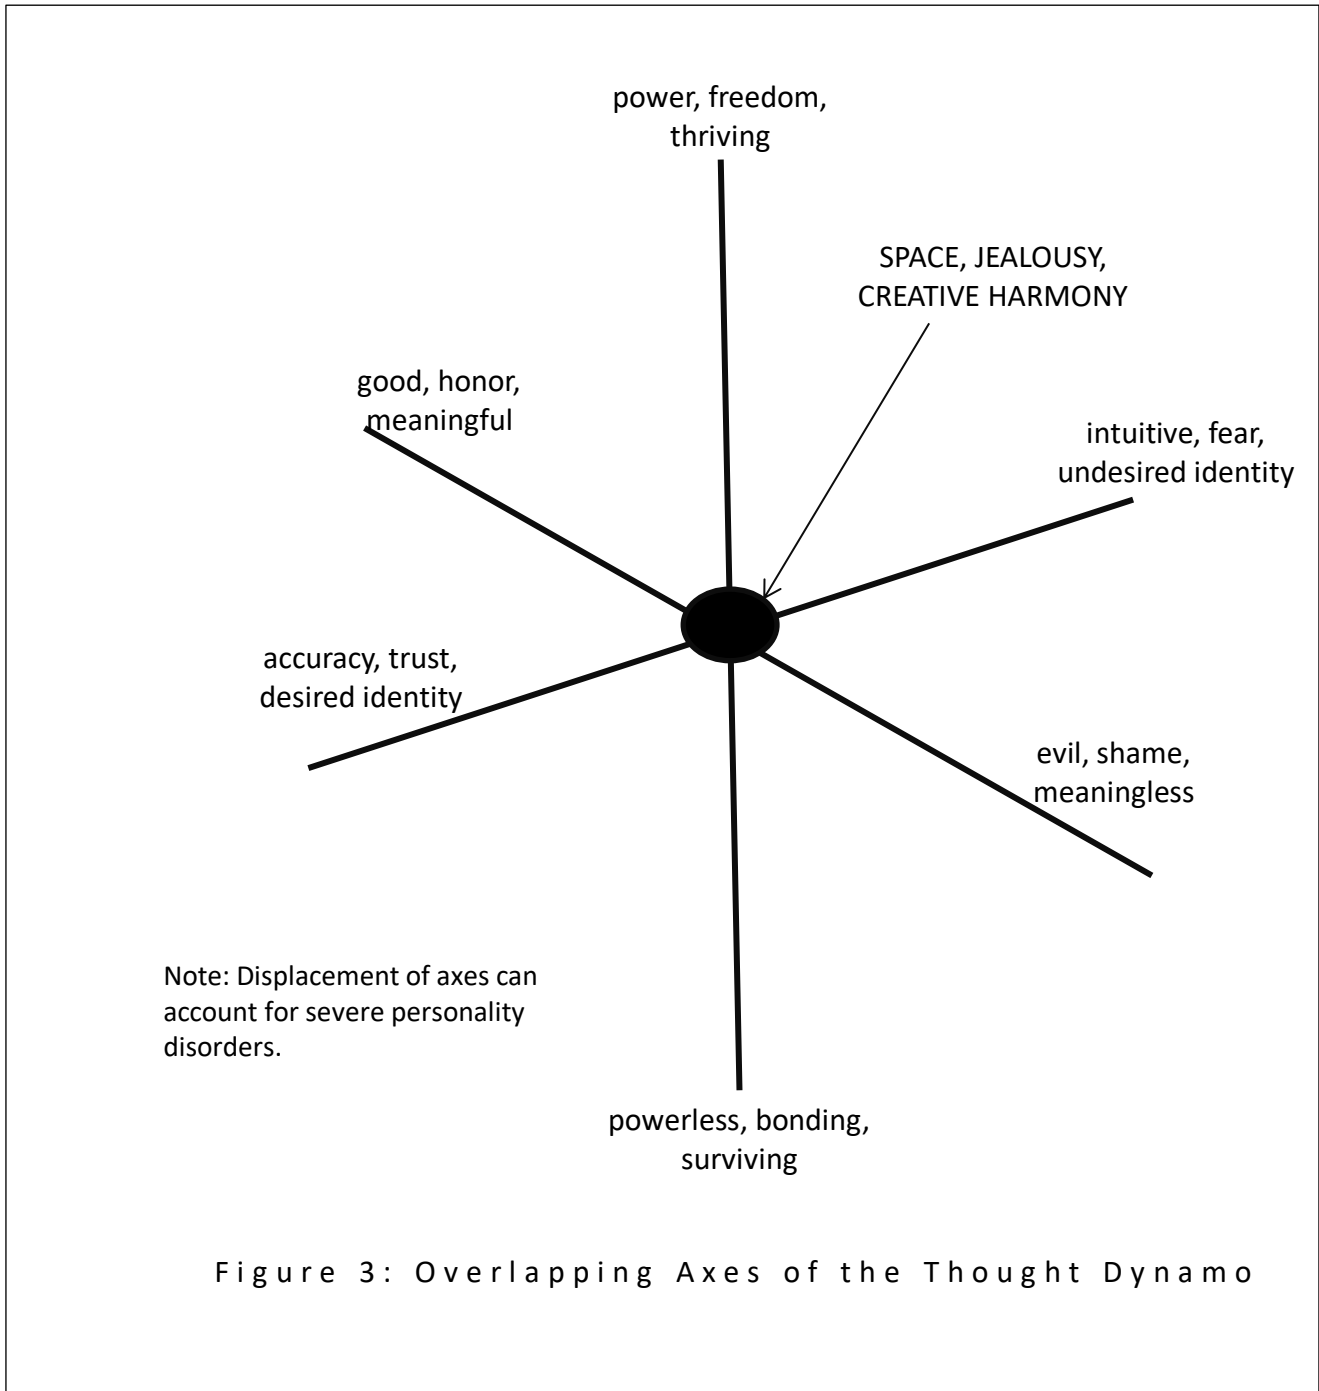 power, freedom,
thriving
SPACE, JEALOUSY,
CREATIVE HARMONY
good, honor,
meaningful
intuitive, fear,
undesired identity
accuracy, trust,
desired identity
evil, shame,
meaningless
Note: Displacement of axes can
account for severe personality
disorders.
powerless, bonding,
surviving
Figure 3: Overlapping Axes of the Thought Dynamo